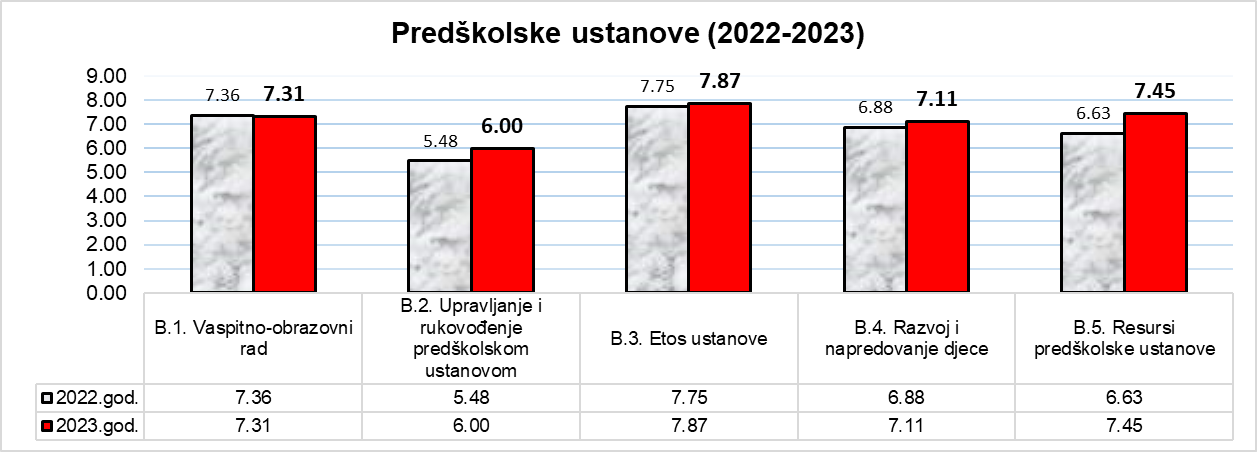 Predškolske ustanove (2022-2023)
9.00
8.00
7.00
6.00
5.00
4.00
3.00
2.00
1.00
0.00
7.36 7.31
5.48 6.00
7.75 7.87
6.88 7.11
6.63 7.45
B.1. Vaspitno-obrazovni
rad
B.2. Upravljanje i
rukovođenje
predškolskom
ustanovom
B.3. Etos ustanove
B.4. Razvoj i
napredovanje djece
B.5. Resursi
predškolske ustanove
2022.god. 7.36 5.48 7.75 6.88 6.63
2023.god. 7.31 6.00 7.87 7.11 7.45